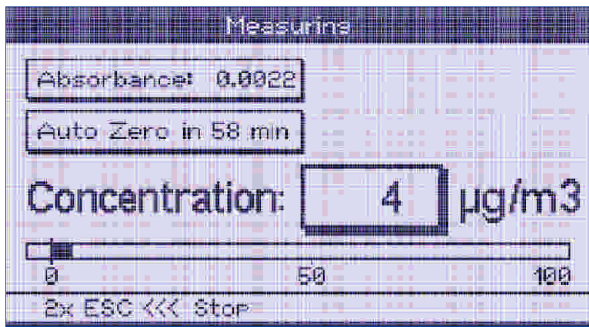 Measuring
Absorbance: 0.0022
Auto Zero in 58 min
Concentration: 4 µg/m3
0 50 100
2x ESC <<< Stop